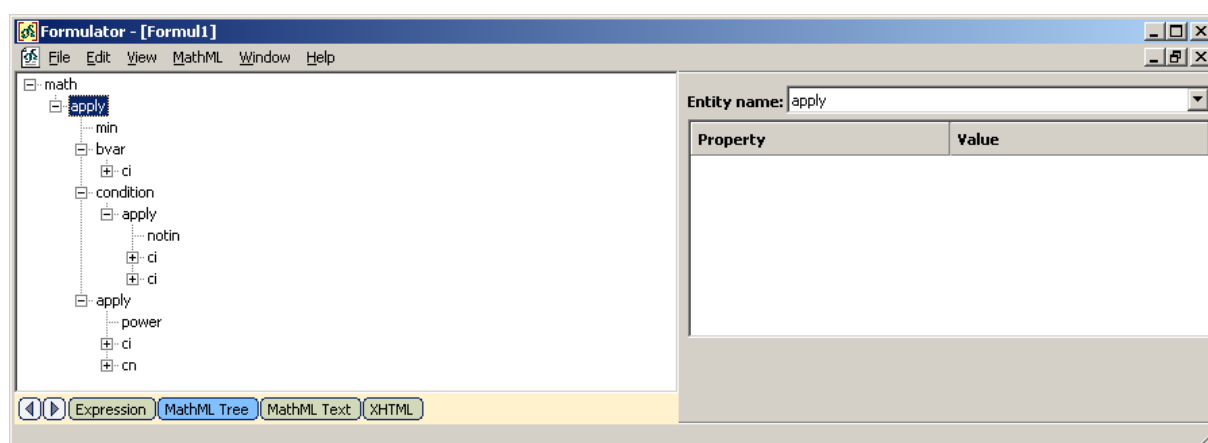 Formulator - [Formul1]
File Edit View MathML Window Help
math
apply
min
bvar
ci
condition
apply
notin
ci
ci
apply
power
ci
cn
Entity name: apply
Property Value
Expression MathML Tree MathML Text XHTML